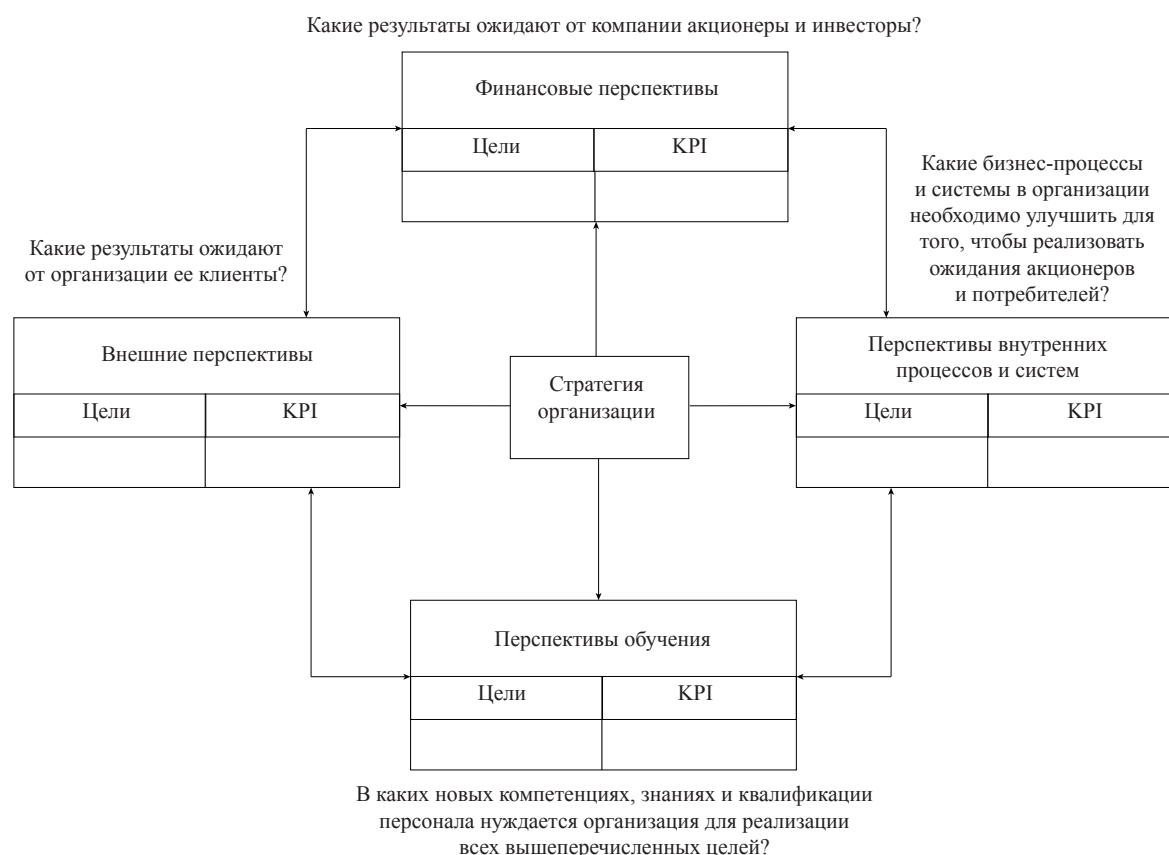 Какие результаты ожидают от компании акционеры и инвесторы?
Финансовые перспективы
Цели
KPI
Какие бизнес-процессы
и системы в организации
необходимо улучшить для
того, чтобы реализовать
ожидания акционеров
и потребителей?
Какие результаты ожидают
от организации ее клиенты?
Внешние перспективы
Цели
KPI
Стратегия
организации
Перспективы внутренних
процессов и систем
Цели
KPI
Перспективы обучения
Цели
KPI
В каких новых компетенциях, знаниях и квалификации
персонала нуждается организация для реализации
всех вышеперечисленных целей?